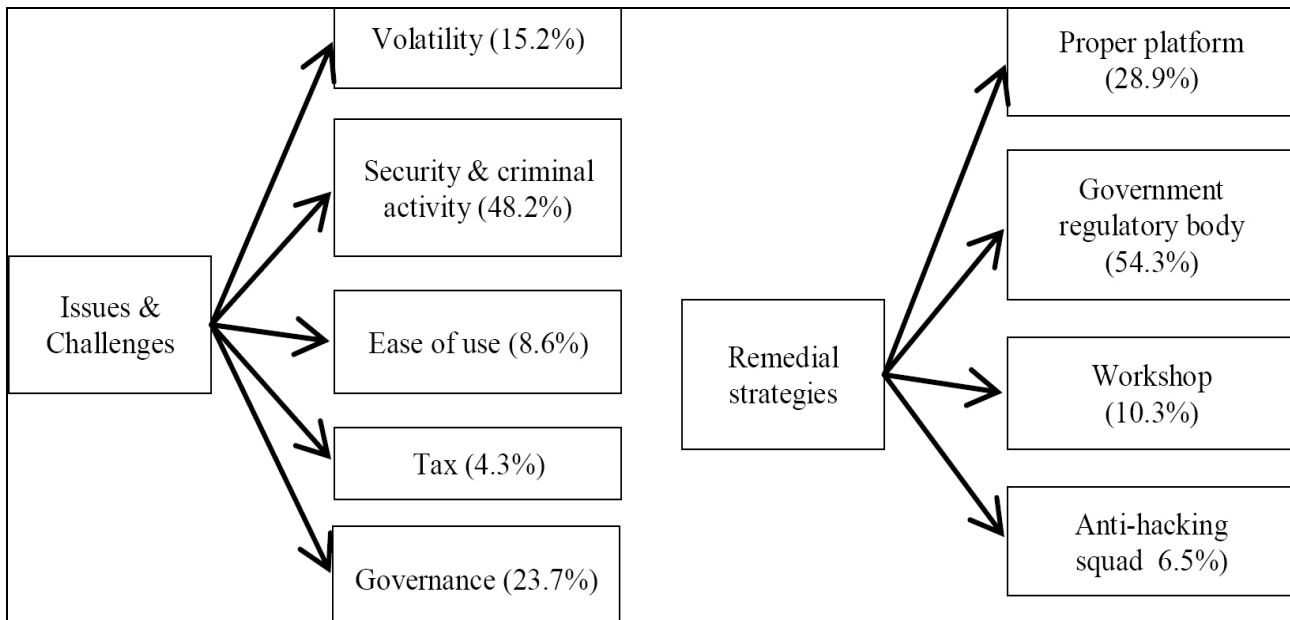 Issues &
Challenges
Volatility (15.2%)
Security & criminal
activity (48.2%)
Ease of use (8.6%)
Tax (4.3%)
Governance (23.7%)
Remedial
strategies
Proper platform
(28.9%)
Government
regulatory body
(54.3%)
Workshop
(10.3%)
Anti-hacking
squad 6.5%)